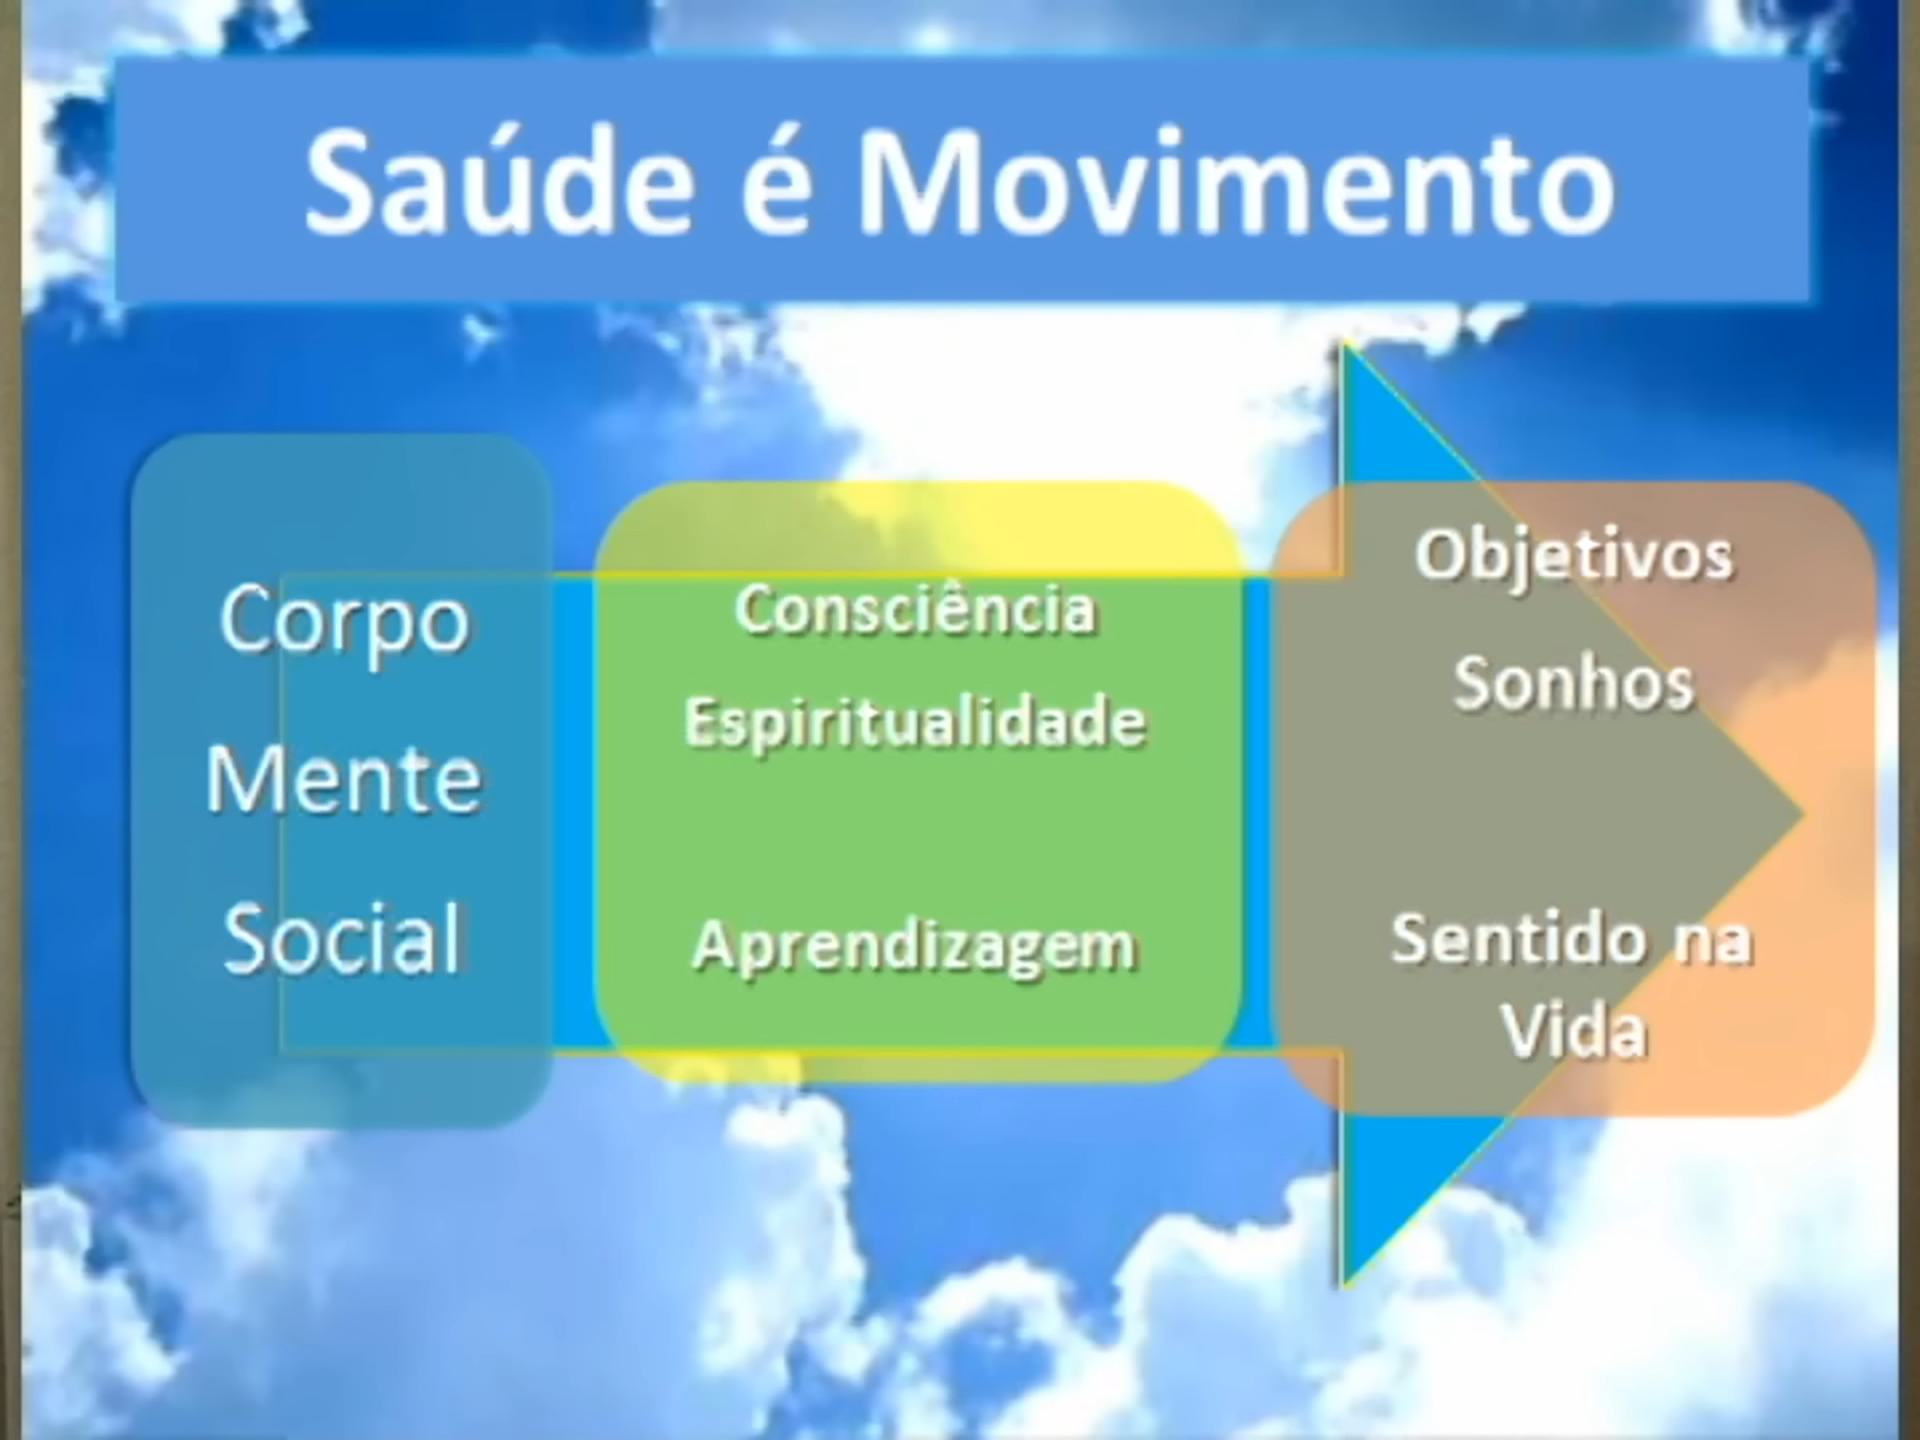 Saúde é Movimento
Corpo
Mente
Social
Consciência
Espiritualidade
Aprendizagem
Objetivos
Sonhos
Sentido na
Vida